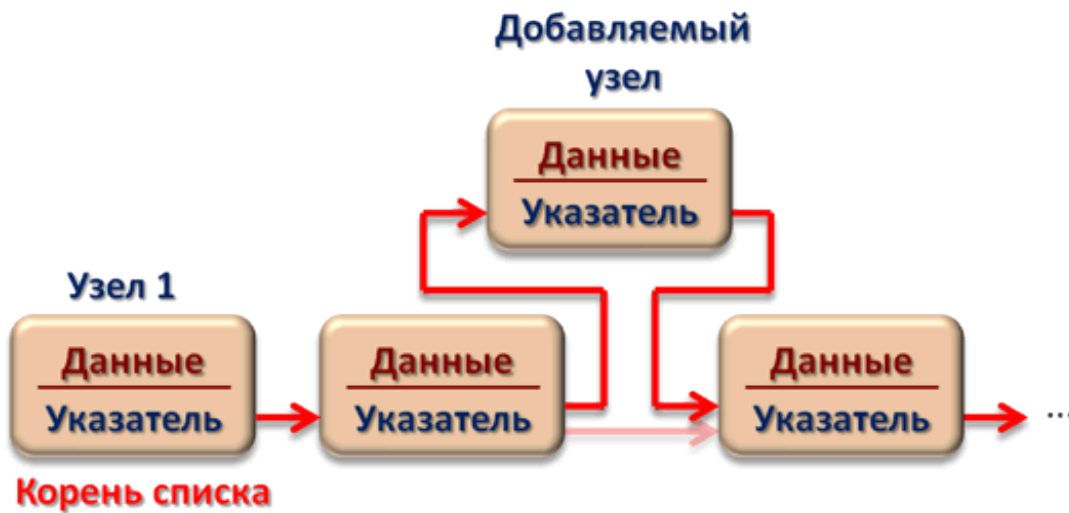 Добавляемый
узел
Данные
Указатель
Узел 1
Данные
Указатель
Данные
Указатель
Данные
Указатель
...
Корень списка